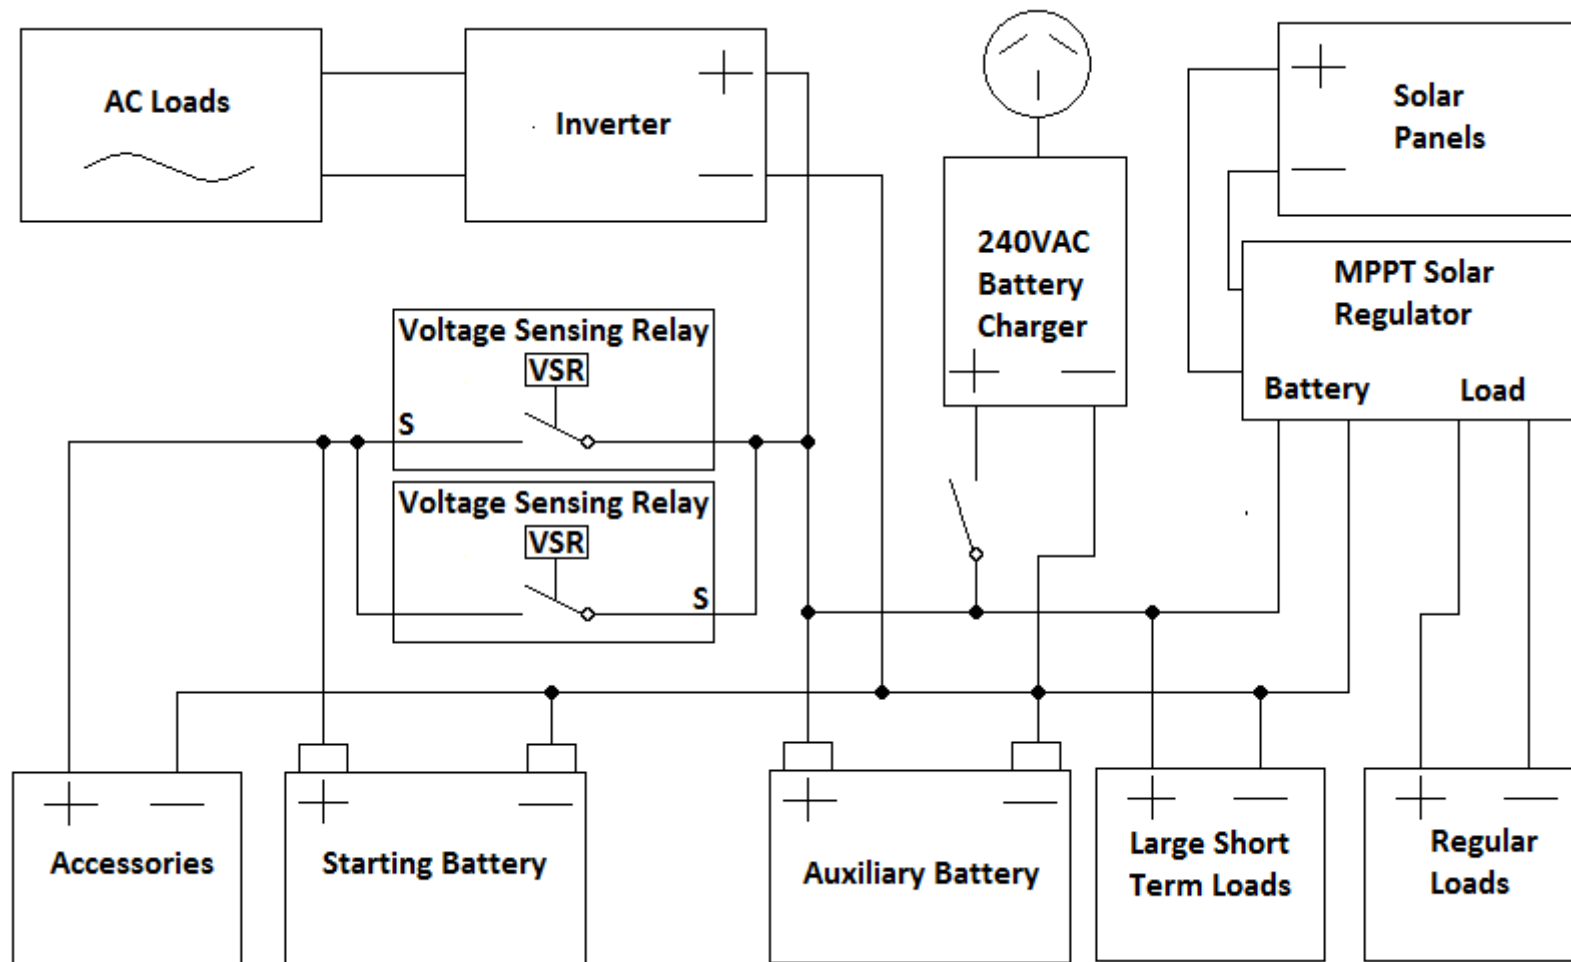 AC Loads
Inverter
+
−
240VAC
Battery
Charger
+ −
+
−
Solar
Panels
MPPT Solar
Regulator
Battery Load
Voltage Sensing Relay
VSR
S
Voltage Sensing Relay
VSR
S
+ −
Accessories
+ −
Starting Battery
+ −
Auxiliary Battery
+ −
Large Short
Term Loads
+ −
Regular
Loads